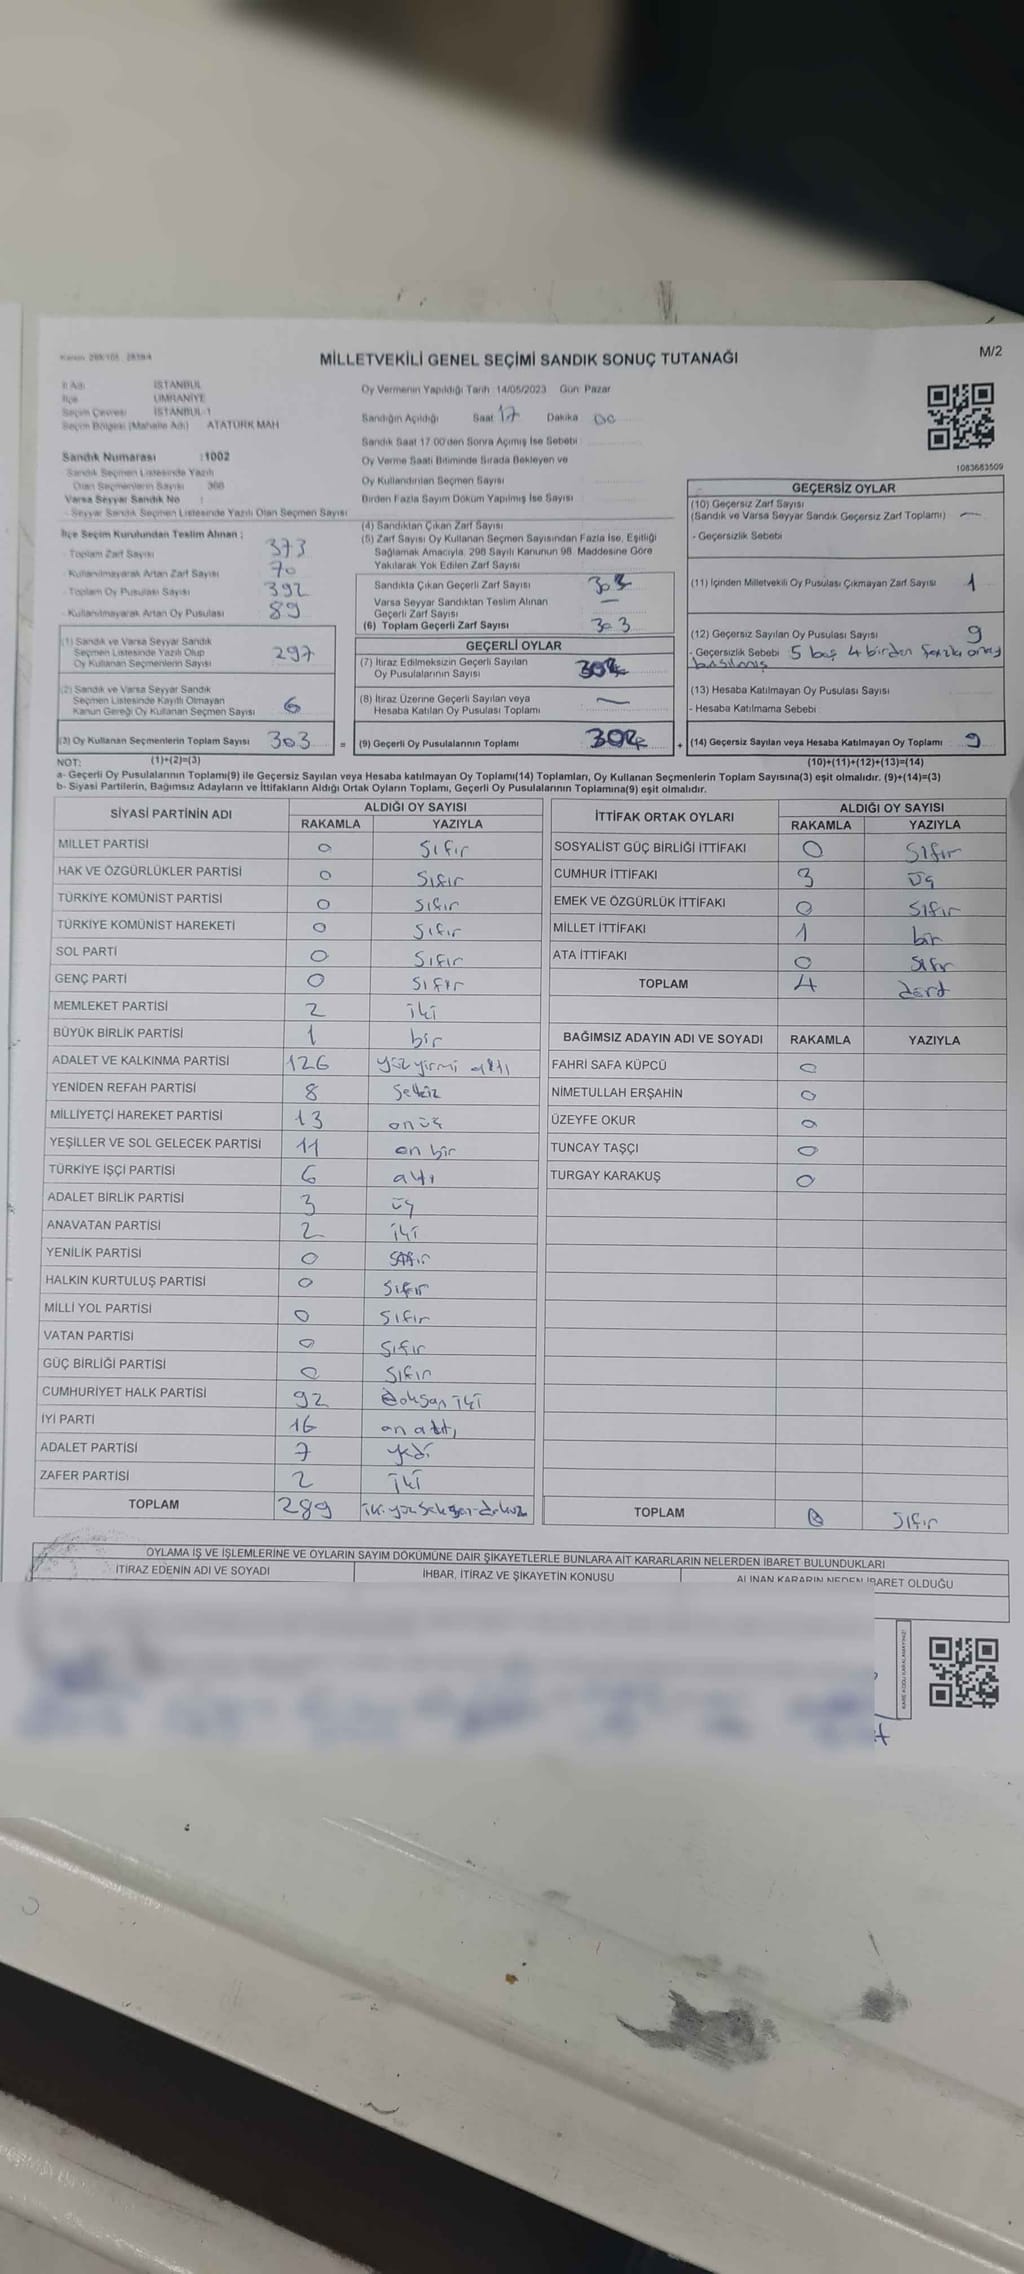 MİLLETVEKİLİ GENEL SEÇİMİ SANDIK SONUÇ TUTANAĞI
M/2
İl Adı : İSTANBUL
İlçe : ÜMRANİYE
Seçim Çevresi : İSTANBUL-1
Seçim Bölgesi (Mahalle Adı) ATATÜRK MAH
Sandık Numarası :1002
Sandık Seçmen Listesinde Yazılı
Olan Seçmenlerin Sayısı 368
Varsa Seyyar Sandık No :
- Seyyar Sandık Seçmen Listesinde Yazılı Olan Seçmen Sayısı
İlçe Seçim Kurulundan Teslim Alınan :
- Toplam Zarf Sayısı 373
- Kullanılmayarak Artan Zarf Sayısı 70
- Toplam Oy Pusulası Sayısı 392
- Kullanılmayarak Artan Oy Pusulası 89
(1) Sandık ve Varsa Seyyar Sandık
Seçmen Listesinde Yazılı Olup
Oy Kullanan Seçmenlerin Sayısı 297
(2) Sandık ve Varsa Seyyar Sandık
Seçmen Listesinde Kayıtlı Olmayan
Kanun Gereği Oy Kullanan Seçmen Sayısı 6
(3) Oy Kullanan Seçmenlerin Toplam Sayısı 303 =
Oy Vermenin Yapıldığı Tarih :14/05/2023 Gün: Pazar
Sandığın Açıldığı Saat 17 Dakika 00
Sandık Saat 17.00'den Sonra Açımış İse Sebebi :
Oy Verme Saati Bitiminde Sırada Bekleyen ve
Oy Kullandırılan Seçmen Sayısı
Birden Fazla Sayım Döküm Yapılmış İse Sayısı
(4) Sandıktan Çıkan Zarf Sayısı
(5) Zarf Sayısı Oy Kullanan Seçmen Sayısından Fazla İse, Eşitliği
Sağlamak Amacıyla, 298 Sayılı Kanunun 98. Maddesine Göre
Yakılarak Yok Edilen Zarf Sayısı
Sandıkta Çıkan Geçerli Zarf Sayısı 303
Varsa Seyyar Sandıktan Teslim Alınan
Geçerli Zarf Sayısı —
(6) Toplam Geçerli Zarf Sayısı 303
GEÇERLİ OYLAR
(7) İtiraz Edilmeksizin Geçerli Sayılan
Oy Pusulalarının Sayısı
(8) İtiraz Üzerine Geçerli Sayılan veya
Hesaba Katılan Oy Pusulası Toplamı —
(9) Geçerli Oy Pusulalarının Toplamı +
1083683509
GEÇERSİZ OYLAR
(10) Geçersiz Zarf Sayısı
(Sandık ve Varsa Seyyar Sandık Geçersiz Zarf Toplamı) —
- Geçersizlik Sebebi
(11) İçinden Milletvekili Oy Pusulası Çıkmayan Zarf Sayısı 1
(12) Geçersiz Sayılan Oy Pusulası Sayısı 9
- Geçersizlik Sebebi 5 boş 4 birden fazla onay
basılmış
(13) Hesaba Katılmayan Oy Pusulası Sayısı
- Hesaba Katılmama Sebebi :
(14) Geçersiz Sayılan veya Hesaba Katılmayan Oy Toplamı 9
NOT: (1)+(2)=(3) (10)+(11)+(12)+(13)=(14)
a- Geçerli Oy Pusulalarının Toplamı(9) ile Geçersiz Sayılan veya Hesaba katılmayan Oy Toplamı(14) Toplamları, Oy Kullanan Seçmenlerin Toplam Sayısına(3) eşit olmalıdır. (9)+(14)=(3)
b- Siyasi Partilerin, Bağımsız Adayların ve İttifakların Aldığı Ortak Oyların Toplamı, Geçerli Oy Pusulalarının Toplamına(9) eşit olmalıdır.
SİYASİ PARTİNİN ADI ALDIĞI OY SAYISI
RAKAMLA YAZIYLA
MİLLET PARTİSİ 0 Sıfır
HAK VE ÖZGÜRLÜKLER PARTİSİ 0 Sıfır
TÜRKİYE KOMÜNİST PARTİSİ 0 Sıfır
TÜRKİYE KOMÜNİST HAREKETİ 0 Sıfır
SOL PARTİ 0 Sıfır
GENÇ PARTİ 0 Sıfır
MEMLEKET PARTİSİ 2 iki
BÜYÜK BİRLİK PARTİSİ 1 bir
ADALET VE KALKINMA PARTİSİ 126 yüz yirmi altı
YENİDEN REFAH PARTİSİ 8 Sekiz
MİLLİYETÇİ HAREKET PARTİSİ 13 on üç
YEŞİLLER VE SOL GELECEK PARTİSİ 11 on bir
TÜRKİYE İŞÇİ PARTİSİ 6 altı
ADALET BİRLİK PARTİSİ 3 üç
ANAVATAN PARTİSİ 2 iki
YENİLİK PARTİSİ 0 Sıfır
HALKIN KURTULUŞ PARTİSİ 0 Sıfır
MİLLİ YOL PARTİSİ 0 Sıfır
VATAN PARTİSİ 0 Sıfır
GÜÇ BİRLİĞİ PARTİSİ 0 Sıfır
CUMHURİYET HALK PARTİSİ 92 Doksan iki
İYİ PARTİ 16 on altı
ADALET PARTİSİ 7 yedi
ZAFER PARTİSİ 2 iki
TOPLAM 289 iki yüz seksen dokuz
İTTİFAK ORTAK OYLARI ALDIĞI OY SAYISI
RAKAMLA YAZIYLA
SOSYALİST GÜÇ BİRLİĞİ İTTİFAKI 0 Sıfır
CUMHUR İTTİFAKI 3 üç
EMEK VE ÖZGÜRLÜK İTTİFAKI 0 Sıfır
MİLLET İTTİFAKI 1 bir
ATA İTTİFAKI 0 Sıfır
TOPLAM 4 dört
BAĞIMSIZ ADAYIN ADI VE SOYADI RAKAMLA YAZIYLA
FAHRİ SAFA KÜPCÜ 0
NİMETULLAH ERŞAHİN 0
ÜZEYFE OKUR 0
TUNCAY TAŞÇI 0
TURGAY KARAKUŞ 0
TOPLAM 0 Sıfır
OYLAMA İŞ VE İŞLEMLERİNE VE OYLARIN SAYIM DÖKÜMÜNE DAİR ŞİKAYETLERLE BUNLARA AİT KARARLARIN NELERDEN İBARET BULUNDUKLARI
İTİRAZ EDENİN ADI VE SOYADI İHBAR, İTİRAZ VE ŞİKAYETİN KONUSU ALINAN KARARIN NEDEN İBARET OLDUĞU
KARE KODU KARALAMAYINIZ!